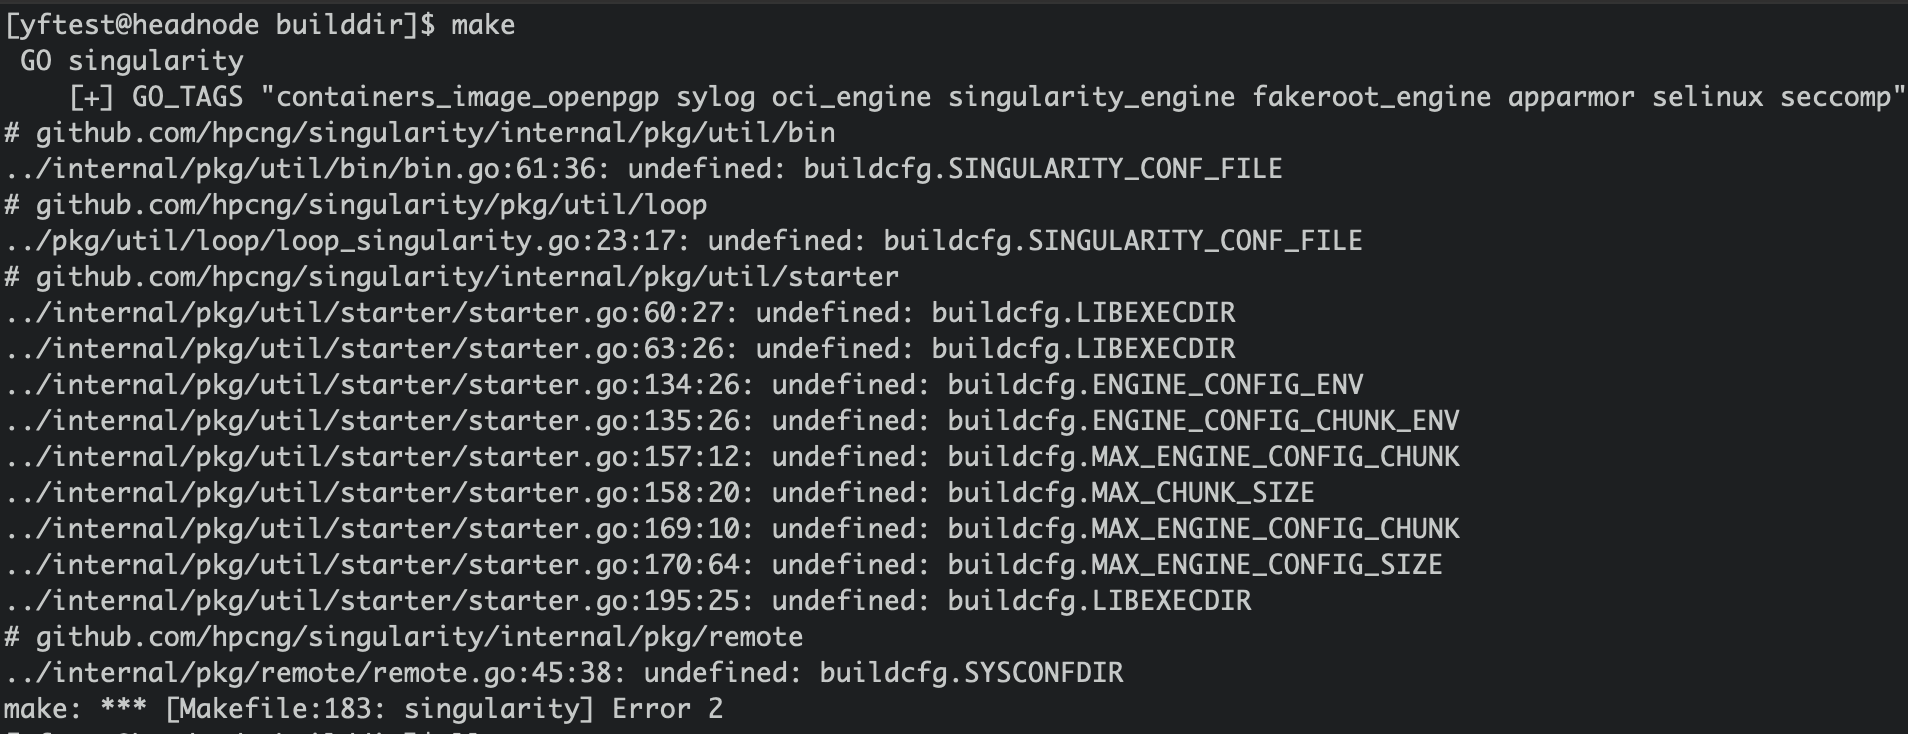 [yftest@headnode builddir]$ make
GO singularity
[+] GO_TAGS "containers_image_openpgp sylog oci_engine singularity_engine fakeroot_engine apparmor selinux seccomp"
# github.com/hpcng/singularity/internal/pkg/util/bin
../internal/pkg/util/bin/bin.go:61:36: undefined: buildcfg.SINGULARITY_CONF_FILE
# github.com/hpcng/singularity/pkg/util/loop
../pkg/util/loop/loop_singularity.go:23:17: undefined: buildcfg.SINGULARITY_CONF_FILE
# github.com/hpcng/singularity/internal/pkg/util/starter
../internal/pkg/util/starter/starter.go:60:27: undefined: buildcfg.LIBEXECDIR
../internal/pkg/util/starter/starter.go:63:26: undefined: buildcfg.LIBEXECDIR
../internal/pkg/util/starter/starter.go:134:26: undefined: buildcfg.ENGINE_CONFIG_ENV
../internal/pkg/util/starter/starter.go:135:26: undefined: buildcfg.ENGINE_CONFIG_CHUNK_ENV
../internal/pkg/util/starter/starter.go:157:12: undefined: buildcfg.MAX_ENGINE_CONFIG_CHUNK
../internal/pkg/util/starter/starter.go:158:20: undefined: buildcfg.MAX_CHUNK_SIZE
../internal/pkg/util/starter/starter.go:169:10: undefined: buildcfg.MAX_ENGINE_CONFIG_CHUNK
../internal/pkg/util/starter/starter.go:170:64: undefined: buildcfg.MAX_ENGINE_CONFIG_SIZE
../internal/pkg/util/starter/starter.go:195:25: undefined: buildcfg.LIBEXECDIR
# github.com/hpcng/singularity/internal/pkg/remote
../internal/pkg/remote/remote.go:45:38: undefined: buildcfg.SYSCONFDIR
make: *** [Makefile:183: singularity] Error 2